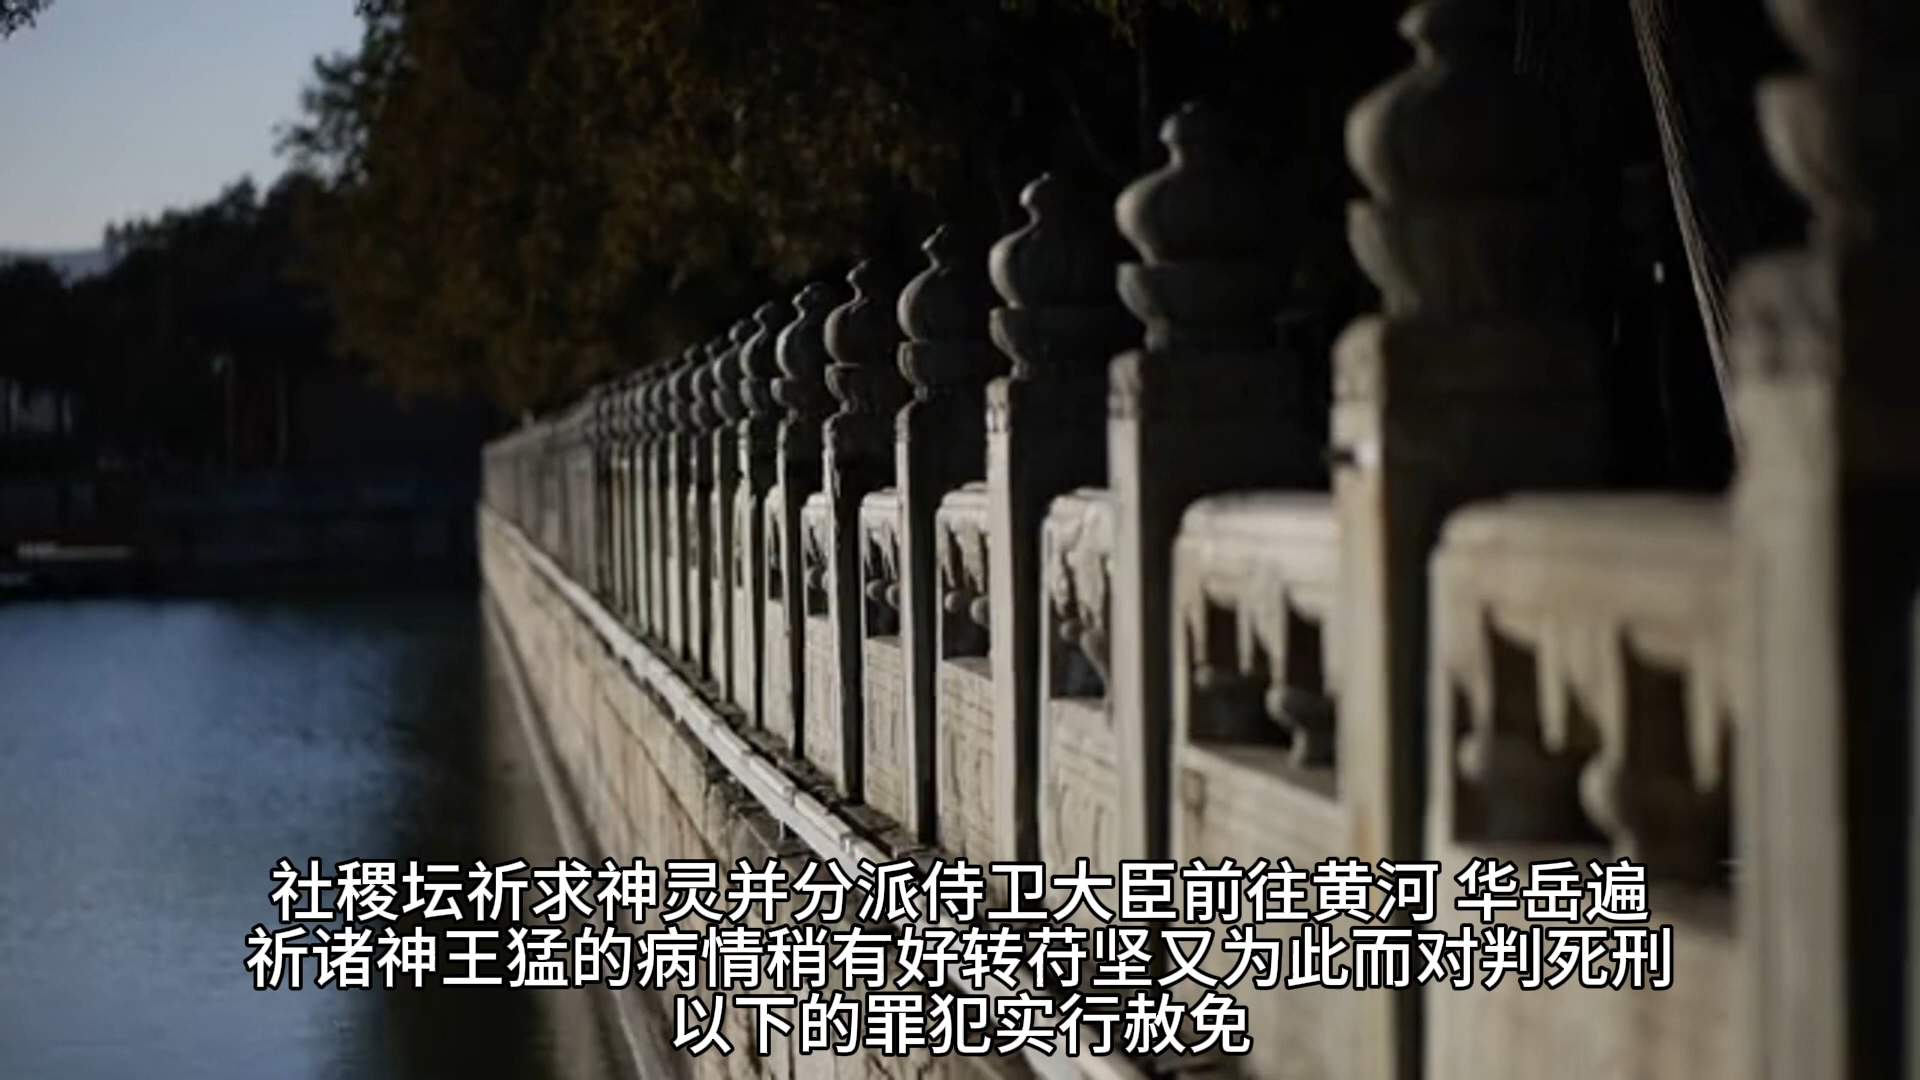 社稷坛祈求神灵并分派侍卫大臣前往黄河 华岳遍
祈诸神王猛的病情稍有好转苻坚又为此而对判死刑
以下的罪犯实行赦免